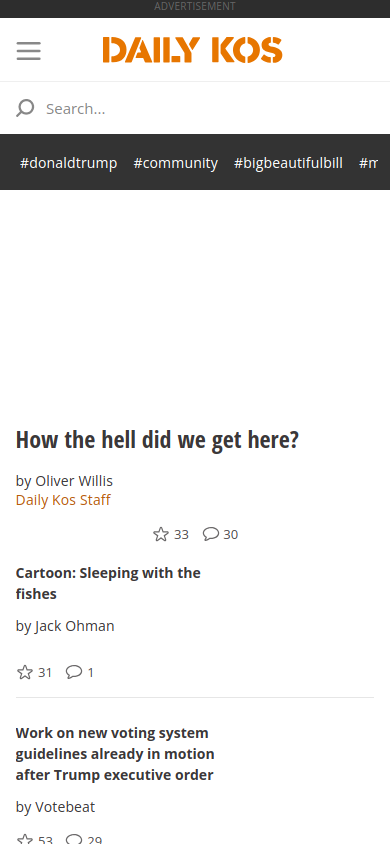 ADVERTISEMENT
DAILY KOS
Search...
#donaldtrump #community #bigbeautifulbill #m
How the hell did we get here?
by Oliver Willis
Daily Kos Staff
33 30
Cartoon: Sleeping with the
fishes
by Jack Ohman
31 1
Work on new voting system
guidelines already in motion
after Trump executive order
by Votebeat
53 29